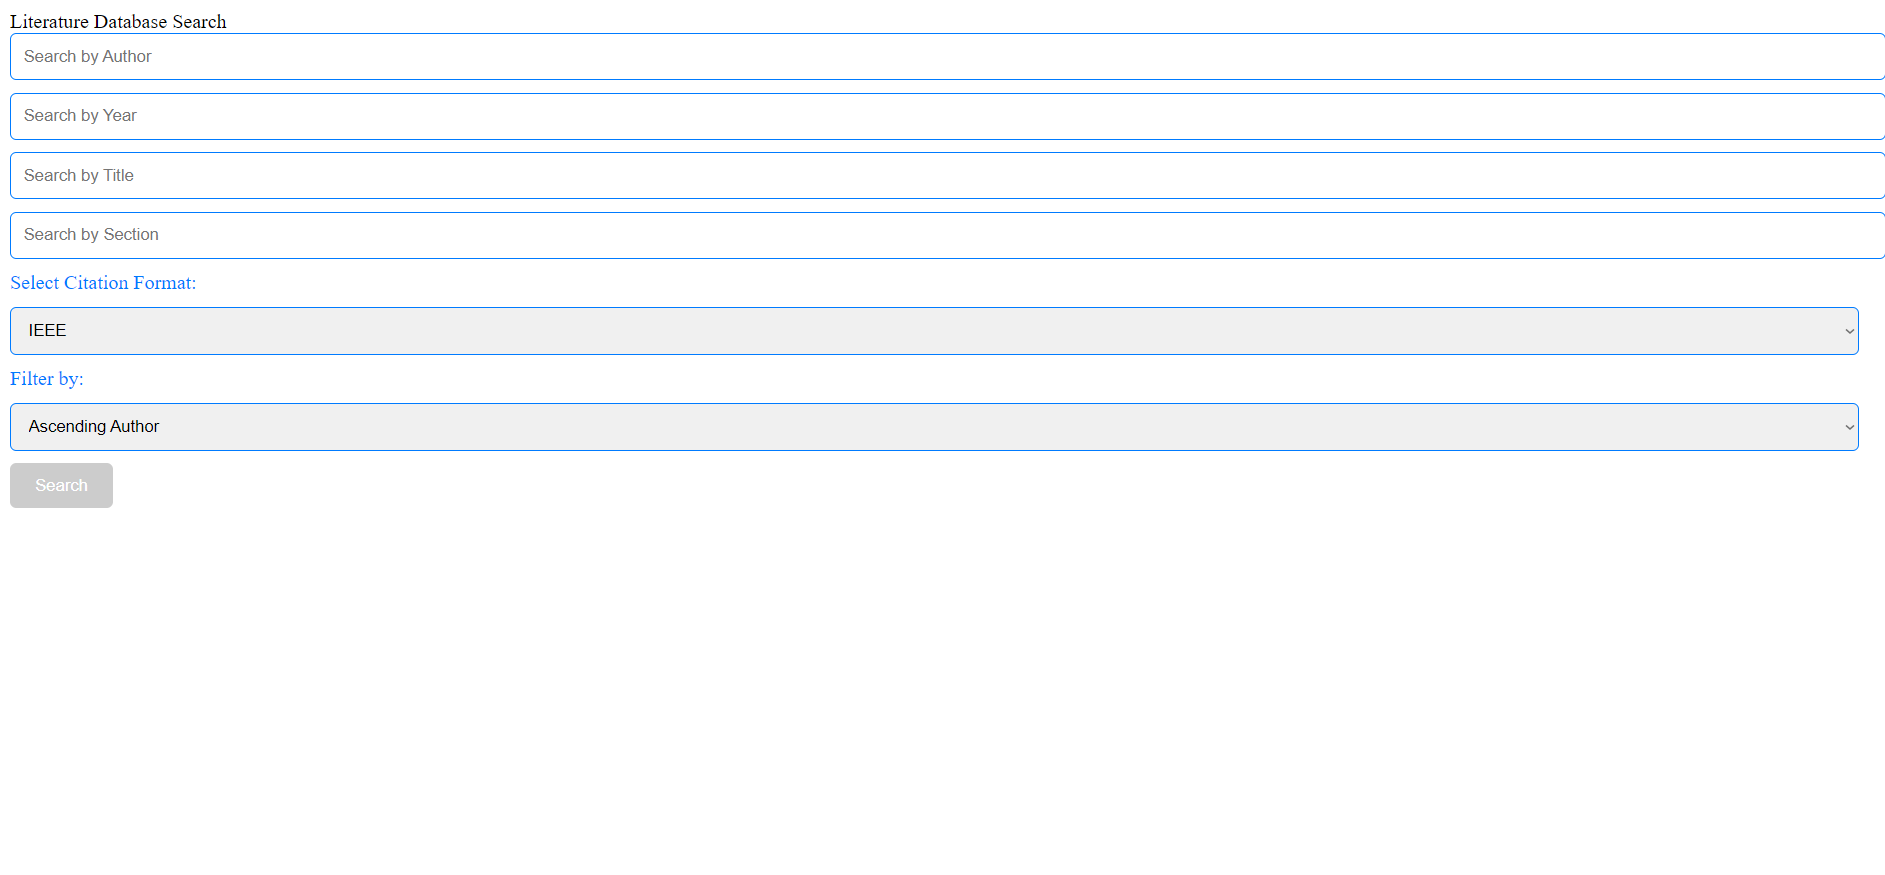 Literature Database Search
Search by Author
Search by Year
Search by Title
Search by Section
Select Citation Format:
IEEE
Filter by:
Ascending Author
Search